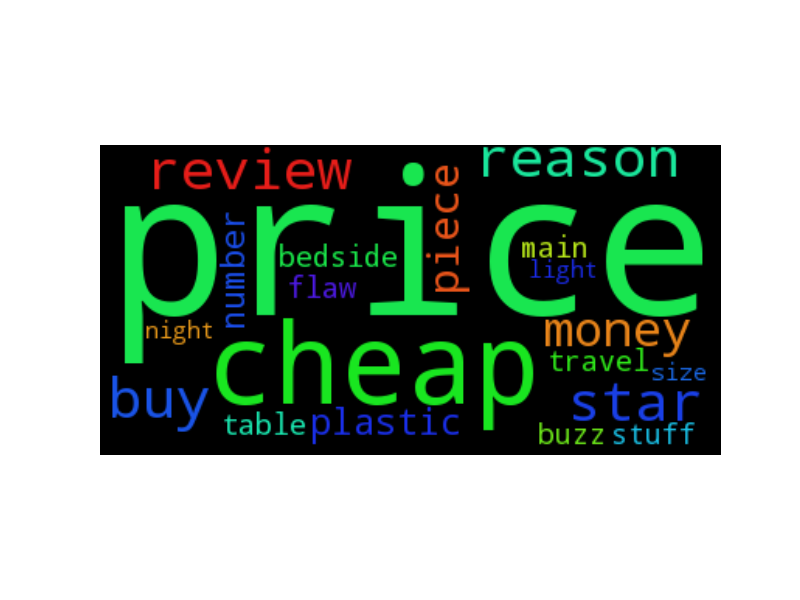 review
reason
piece
price
number
bedside
main
light
flaw
night
cheap
money
travel
size
buy
star
table
plastic
buzz
stuff